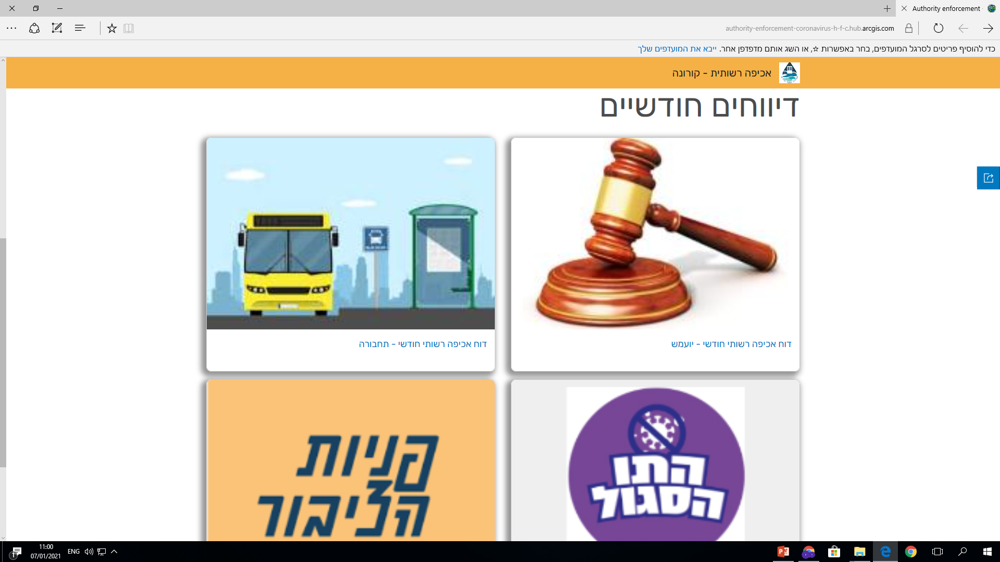 Authority enforcement
authority-enforcement-coronavirus-h-f-c.hub.arcgis.com
כדי להוסיף פריטים לסרגל המועדפים, בחר באפשרות ☆, או השג אותם מדפדפן אחר. ייבא את המועדפים שלך
אכיפה רשותית - קורונה
דיווחים חודשיים
דוח אכיפה רשותי חודשי - יועמש
דוח אכיפה רשותי חודשי - תחבורה
התו
הסגול
קניות
הציבור
11:00
ENG
07/01/2021
1